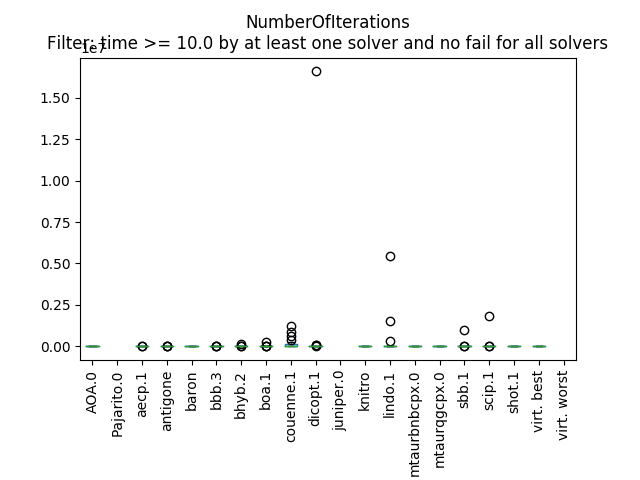 NumberOfIterations
Filter: time >= 10.0 by at least one solver and no fail for all solvers
1e7
1.50
1.25
1.00
0.75
0.50
0.25
0.00
AOA.0
Pajarito.0
aecp.1
antigone
baron
bbb.3
bhyb.2
boa.1
couenne.1
dicopt.1
juniper.0
knitro
lindo.1
mtaurbnbcpx.0
mtaurqgcpx.0
sbb.1
scip.1
shot.1
virt. best
virt. worst